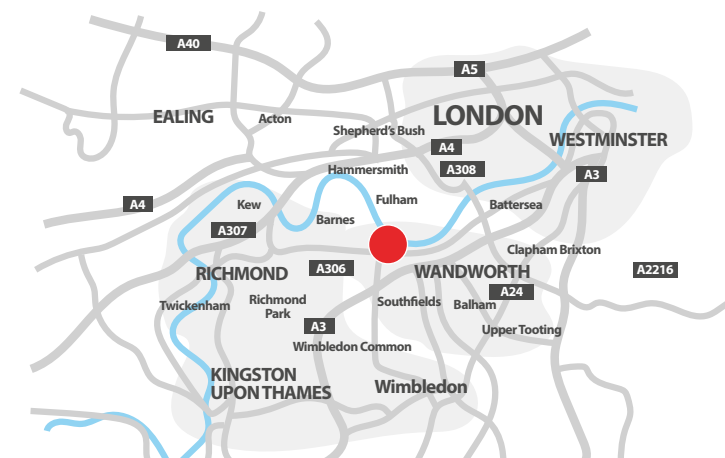 A40
A5
EALING
Acton
LONDON
Shepherd's Bush
WESTMINSTER
A4
Hammersmith
A308
A3
A4
Kew
Fulham
Battersea
Barnes
A307
Clapham Brixton
RICHMOND
A306
WANDWORTH
A2216
A24
Twickenham
Richmond
Park
Southfields
Balham
A3
Upper Tooting
Wimbledon Common
KINGSTON
UPON THAMES
Wimbledon